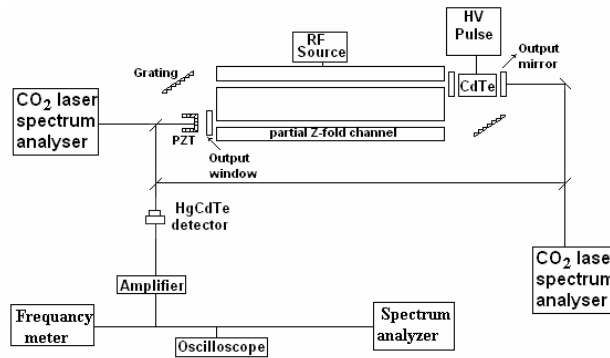 HV
Pulse
RF
Source
Output
mirror
Grating
CdTe
CO2 laser
spectrum
analyser
PZT
partial Z-fold channel
Output
window
HgCdTe
detector
CO2 laser
spectrum
analyser
Amplifier
Frequancy
meter
Spectrum
analyzer
Oscilloscope